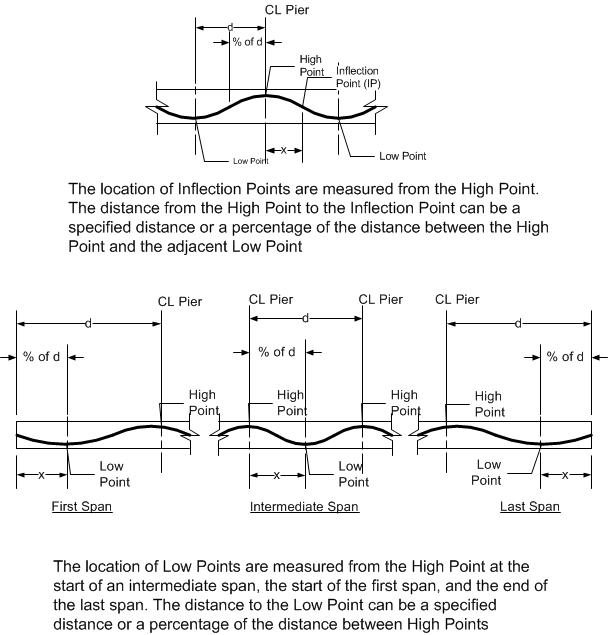 CL Pier
d
% of d
High
Point
Inflection
Point (IP)
Low Point
x
Low Point
The location of Inflection Points are measured from the High Point.
The distance from the High Point to the Inflection Point can be a
specified distance or a percentage of the distance between the High
Point and the adjacent Low Point
CL Pier
CL Pier
CL Pier
CL Pier
d
d
d
% of d
% of d
% of d
High
Point
High
Point
High
Point
High
Point
x
Low
Point
x
Low
Point
Low
Point
x
First Span
Intermediate Span
Last Span
The location of Low Points are measured from the High Point at the
start of an intermediate span, the start of the first span, and the end of
the last span. The distance to the Low Point can be a specified
distance or a percentage of the distance between High Points